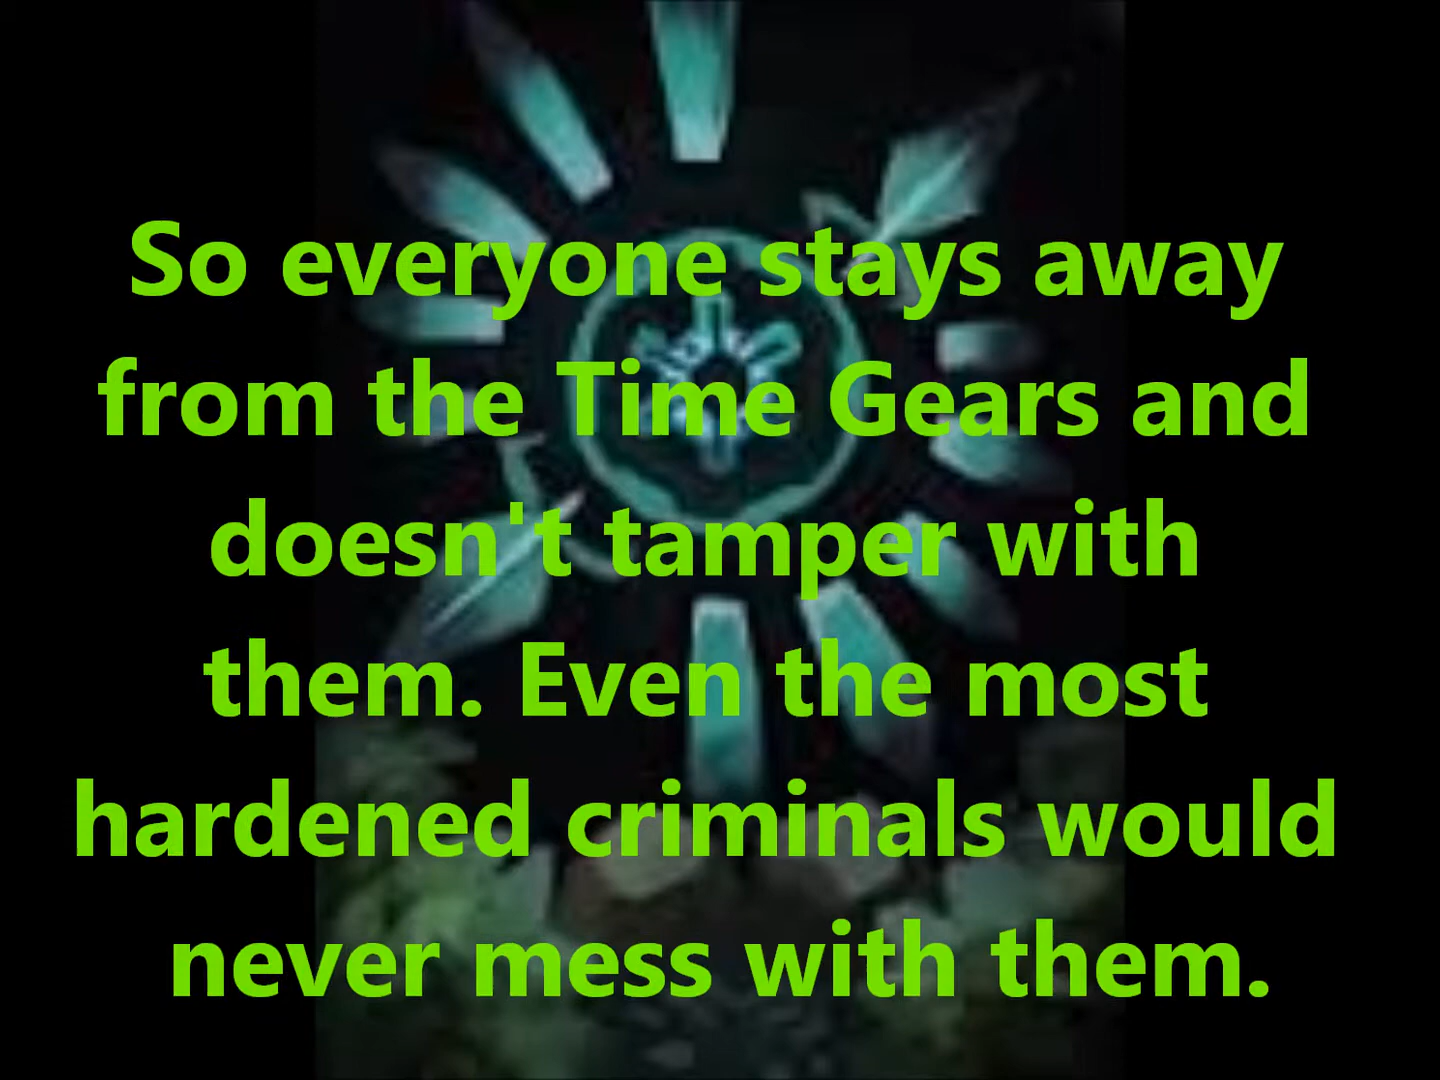 So everyone stays away
from the Time Gears and
doesn't tamper with
them. Even the most
hardened criminals would
never mess with them.